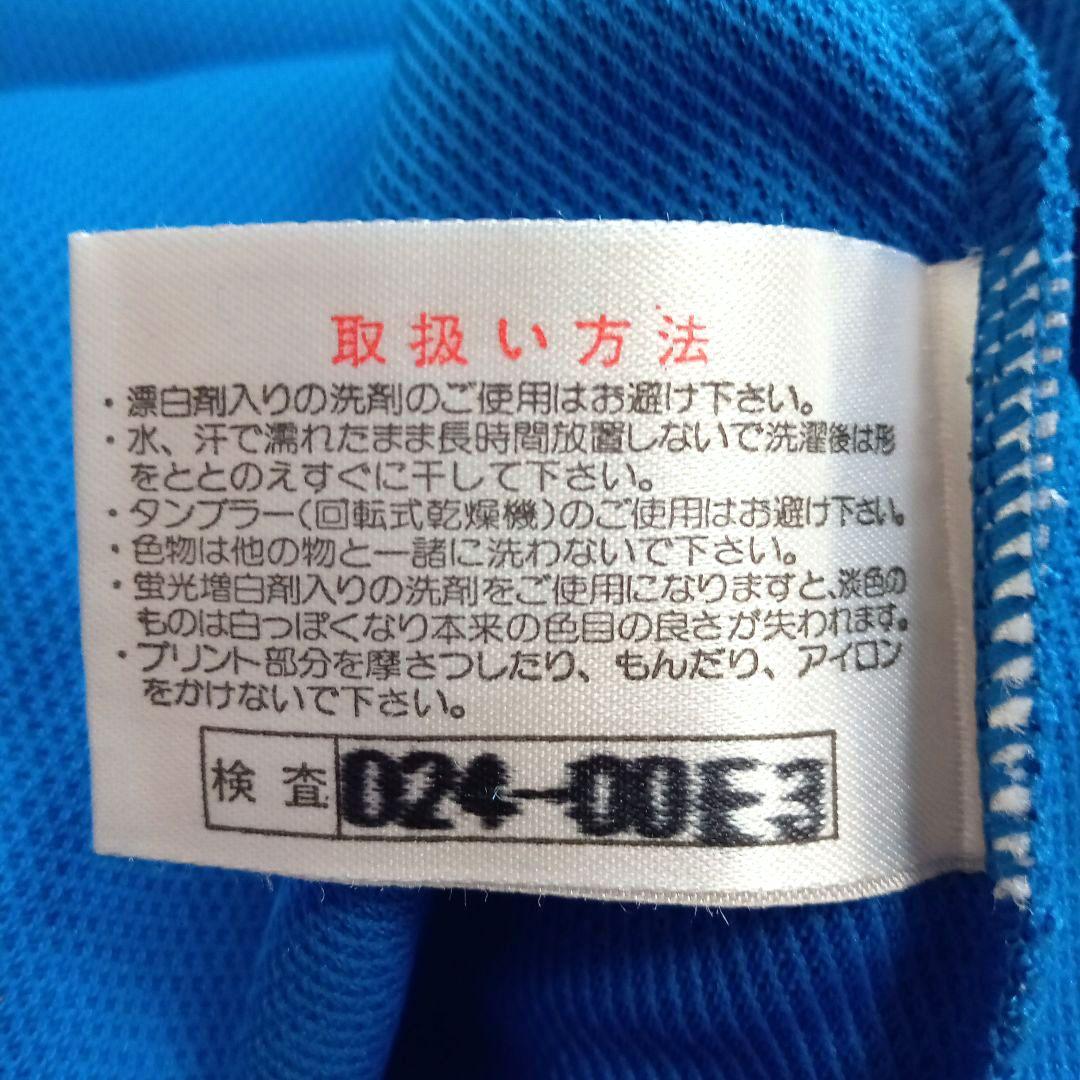 取扱い方法
・漂白剤入りの洗剤のご使用はお避け下さい。
・水、汗で濡れたまま長時間放置しないで洗濯後は形
をととのえすぐに干して下さい。
・タンブラー(回転式乾燥機)のご使用はお避け下さい。
・色物は他の物と一諸に洗わないで下さい。
・蛍光増白剤入りの洗剤をご使用になりますと、淡色の
ものは白っぽくなり本来の色目の良さが失われます。
・プリント部分を摩さつしたり、もんだり、アイロン
をかけないで下さい。
検査 024-00E3